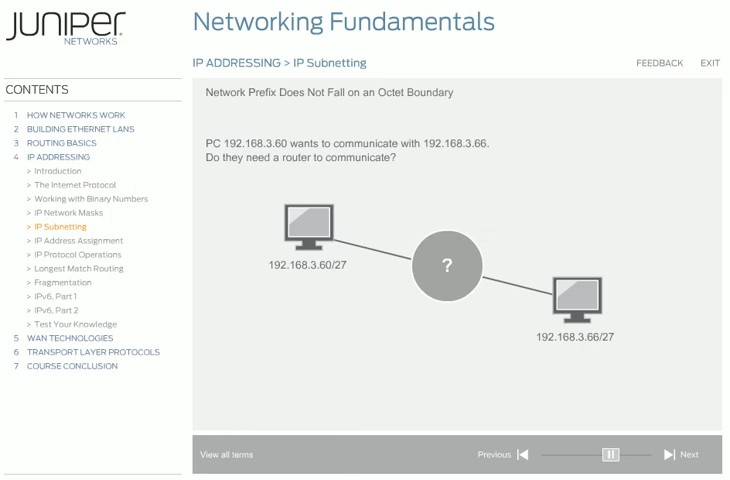 JUNIPER
NETWORKS
Networking Fundamentals
IP ADDRESSING > IP Subnetting
FEEDBACK EXIT
CONTENTS
1 HOW NETWORKS WORK
2 BUILDING ETHERNET LANS
3 ROUTING BASICS
4 IP ADDRESSING
> Introduction
> The Internet Protocol
> Working with Binary Numbers
> IP Network Masks
> IP Subnetting
> IP Address Assignment
> IP Protocol Operations
> Longest Match Routing
> Fragmentation
> IPv6, Part 1
> IPv6, Part 2
> Test Your Knowledge
5 WAN TECHNOLOGIES
6 TRANSPORT LAYER PROTOCOLS
7 COURSE CONCLUSION
Network Prefix Does Not Fall on an Octet Boundary
PC 192.168.3.60 wants to communicate with 192.168.3.66.
Do they need a router to communicate?
?
192.168.3.60/27
192.168.3.66/27
View all terms
Previous
Next